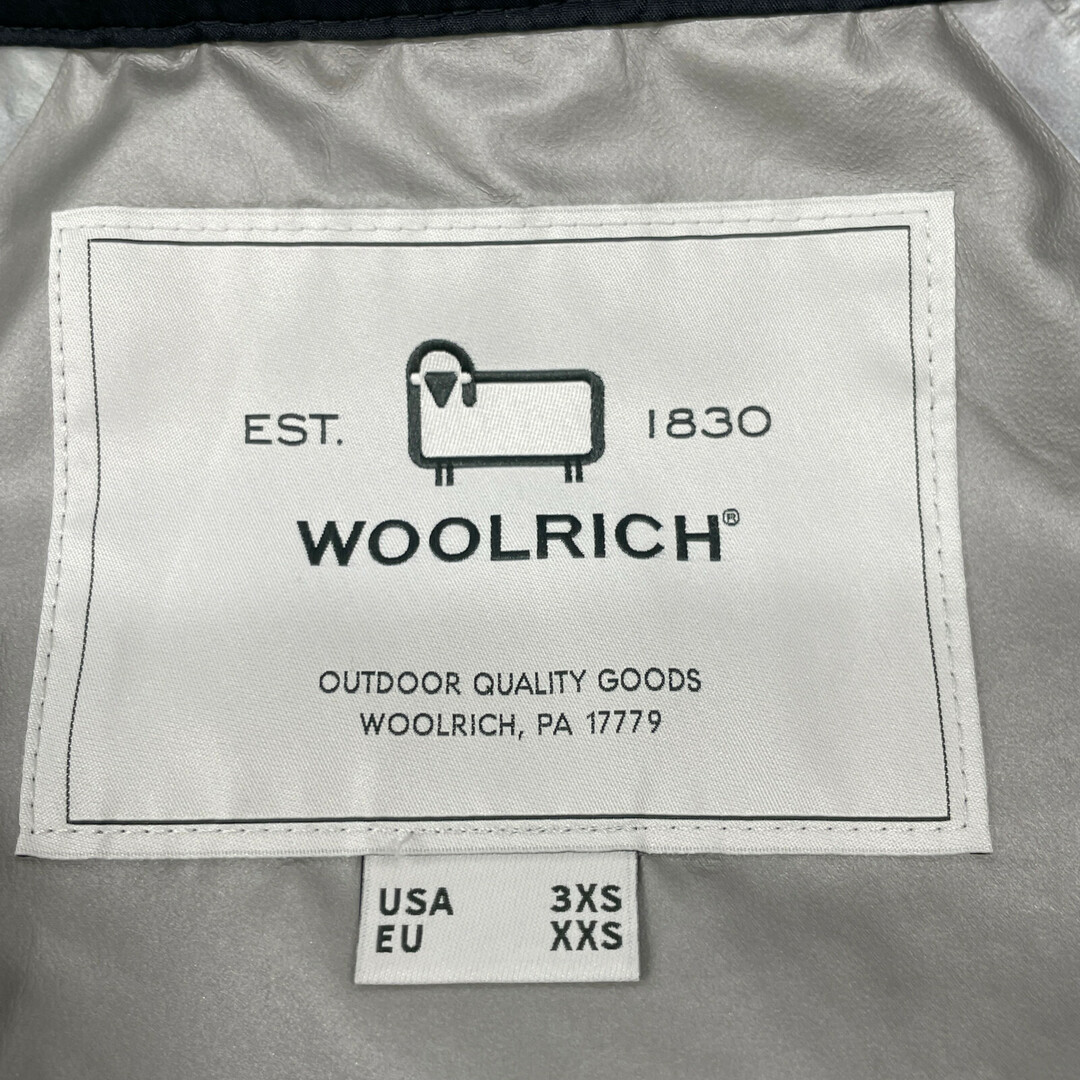 EST. 1830
WOOLRICH®
OUTDOOR QUALITY GOODS
WOOLRICH, PA 17779
USA 3XS
EU XXS